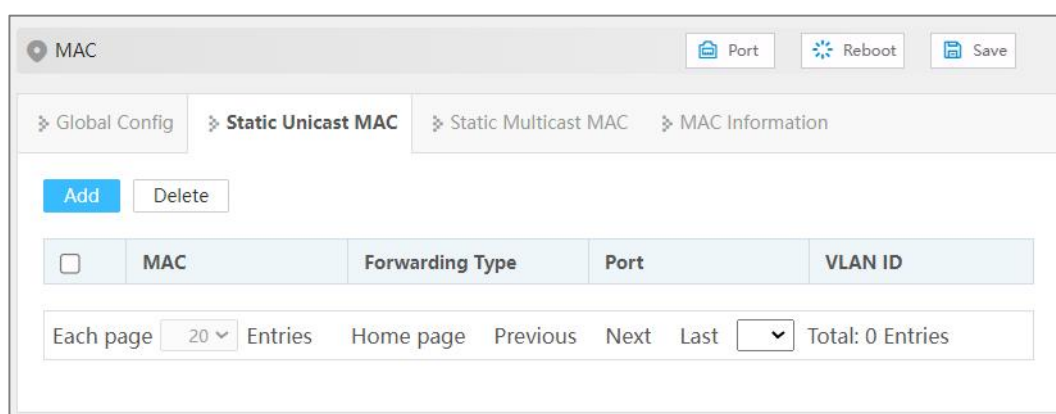 MAC Port Reboot Save
Global Config Static Unicast MAC Static Multicast MAC MAC Information
Add Delete
MAC Forwarding Type Port VLAN ID
Each page 20 Entries Home page Previous Next Last Total: 0 Entries